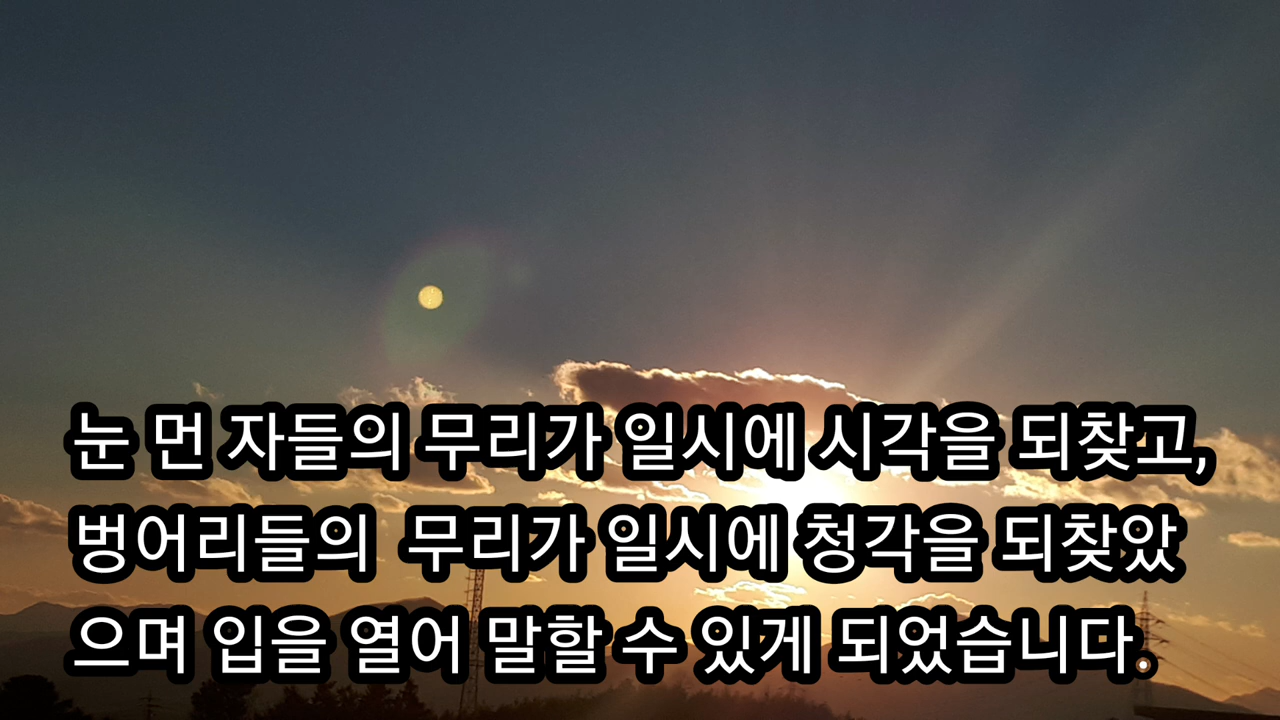 눈 먼 자들의 무리가 일시에 시각을 되찾고,
벙어리들의  무리가 일시에 청각을 되찾았
으며 입을 열어 말할 수 있게 되었습니다.